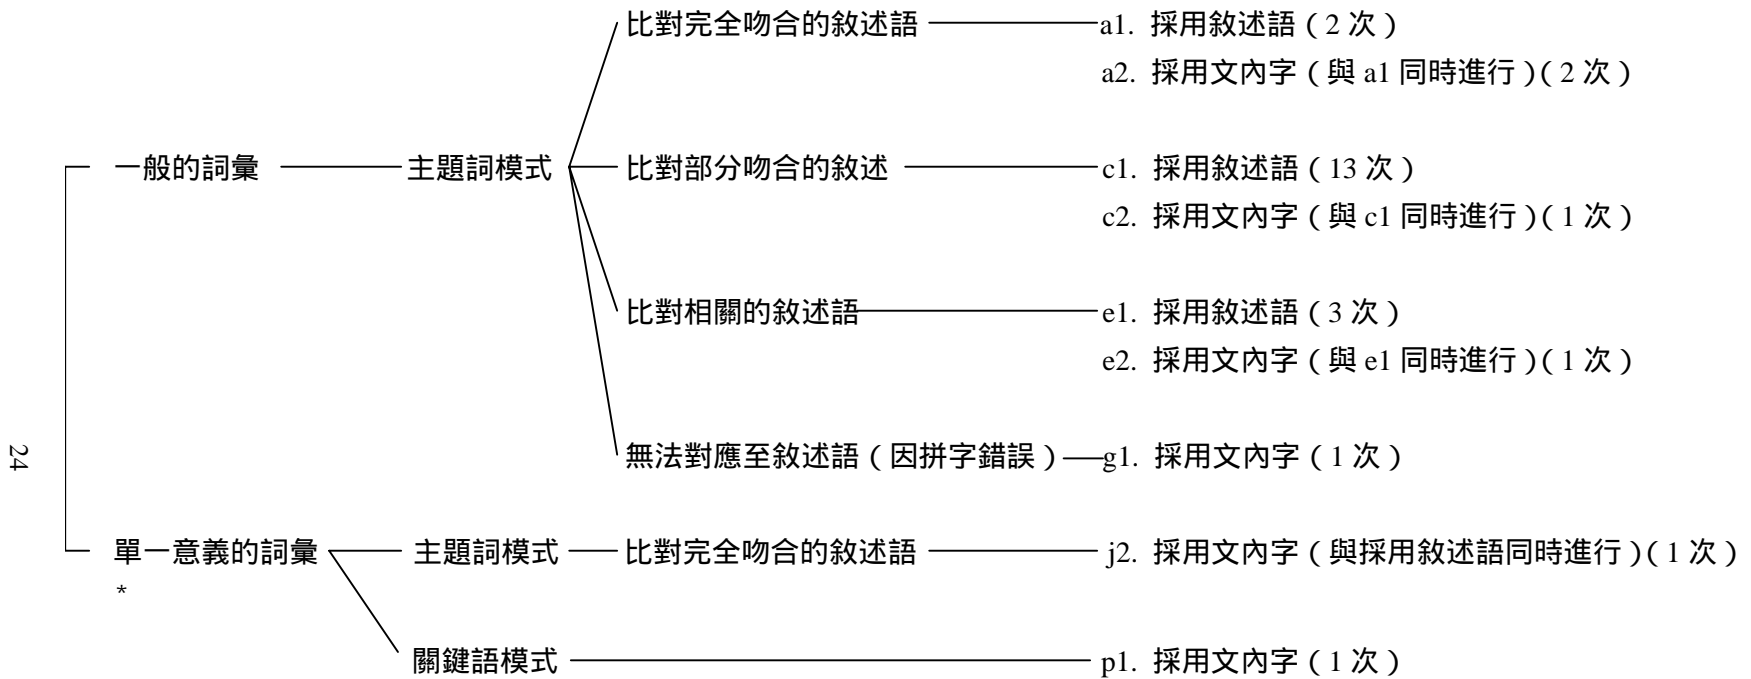 比對完全吻合的敘述語 a1. 採用敘述語（2 次）
a2. 採用文內字（與 a1 同時進行）（2 次）
一般的詞彙 主題詞模式 比對部分吻合的敘述 c1. 採用敘述語（13 次）
c2. 採用文內字（與 c1 同時進行）（1 次）
比對相關的敘述語 e1. 採用敘述語（3 次）
e2. 採用文內字（與 e1 同時進行）（1 次）
無法對應至敘述語（因拼字錯誤） g1. 採用文內字（1 次）
24
單一意義的詞彙 主題詞模式 比對完全吻合的敘述語 j2. 採用文內字（與採用敘述語同時進行）（1 次）
*
關鍵語模式 p1. 採用文內字（1 次）